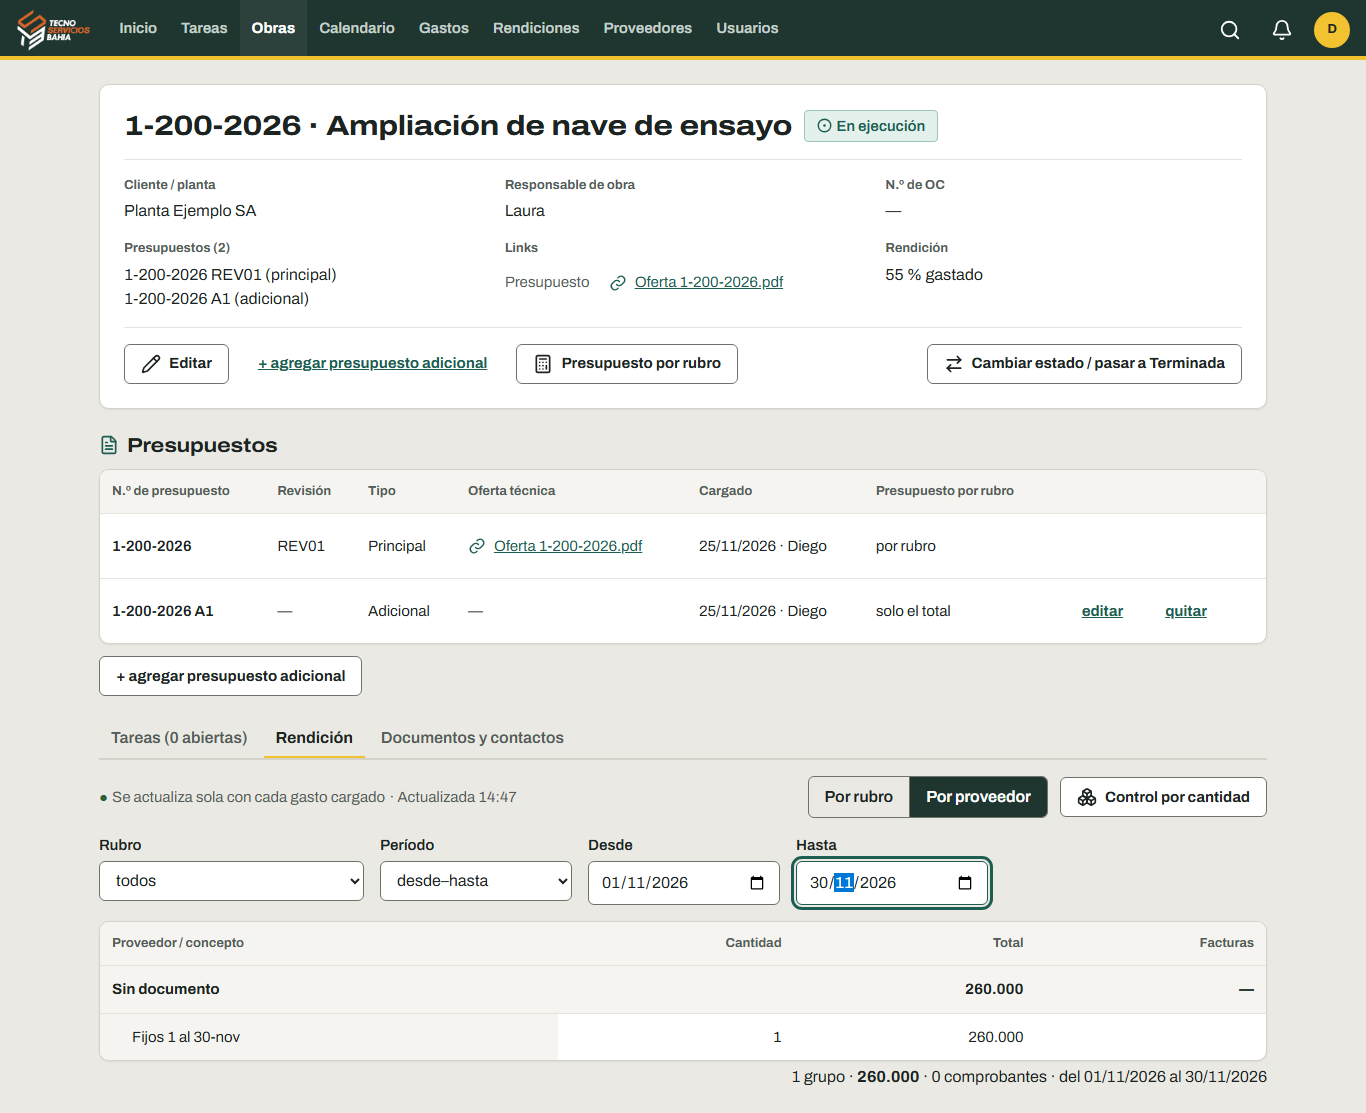 TECNO
SERVICIOS
BAHIA
Inicio
Tareas
Obras
Calendario
Gastos
Rendiciones
Proveedores
Usuarios
D
1-200-2026 · Ampliación de nave de ensayo
En ejecución
Cliente / planta
Planta Ejemplo SA
Responsable de obra
Laura
N.º de OC
—
Presupuestos (2)
1-200-2026 REV01 (principal)
1-200-2026 A1 (adicional)
Links
Presupuesto Oferta 1-200-2026.pdf
Rendición
55 % gastado
Editar
+ agregar presupuesto adicional
Presupuesto por rubro
Cambiar estado / pasar a Terminada
Presupuestos
N.º de presupuesto Revisión Tipo Oferta técnica Cargado Presupuesto por rubro
1-200-2026 REV01 Principal Oferta 1-200-2026.pdf 25/11/2026 · Diego por rubro
1-200-2026 A1 — Adicional — 25/11/2026 · Diego solo el total editar quitar
+ agregar presupuesto adicional
Tareas (0 abiertas)
Rendición
Documentos y contactos
● Se actualiza sola con cada gasto cargado · Actualizada 14:47
Por rubro
Por proveedor
Control por cantidad
Rubro
todos
Período
desde–hasta
Desde
01/11/2026
Hasta
30/11/2026
Proveedor / concepto Cantidad Total Facturas
Sin documento 260.000 —
Fijos 1 al 30-nov 1 260.000
1 grupo · 260.000 · 0 comprobantes · del 01/11/2026 al 30/11/2026